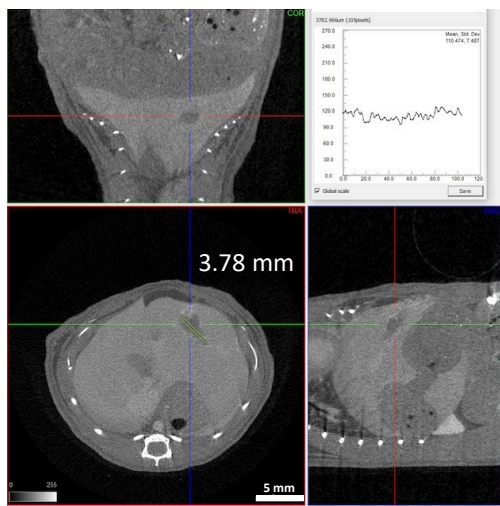 COR
3782.966um (105pixels)
270.0
240.0
210.0
180.0
150.0
120.0
90.0
60.0
30.0
0.0
Mean, Std. Dev
110.474, 7.487
0.0 20.0 40.0 60.0 80.0 100.0 120.
Global scale
Save
TRA
3.78 mm
0 255
5 mm